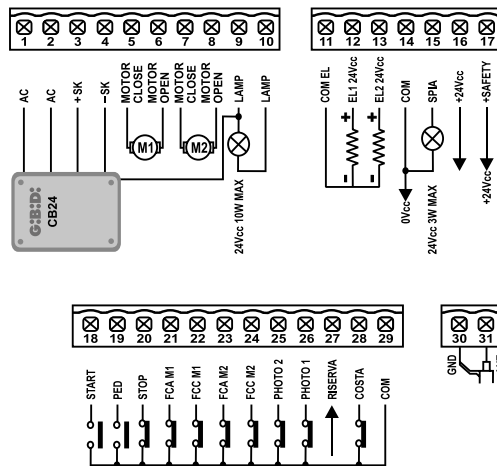 1 2 3 4 5 6 7 8 9 10
AC
AC
+SK
–SK
MOTOR
CLOSE
MOTOR
OPEN
MOTOR
CLOSE
MOTOR
OPEN
LAMP
LAMP
M1
M2
G:B:D:
CB24
24Vcc 10W MAX
11 12 13 14 15 16 17
COM EL
EL1 24Vcc
EL2 24Vcc
COM
SPIA
+24Vcc
+SAFETY
+ +
- -
0Vcc
24Vcc 3W MAX
+24Vcc
18 19 20 21 22 23 24 25 26 27 28 29
START
PED
STOP
FCA M1
FCC M1
FCA M2
FCC M2
PHOTO 2
PHOTO 1
RISERVA
COSTA
COM
30 31
GND